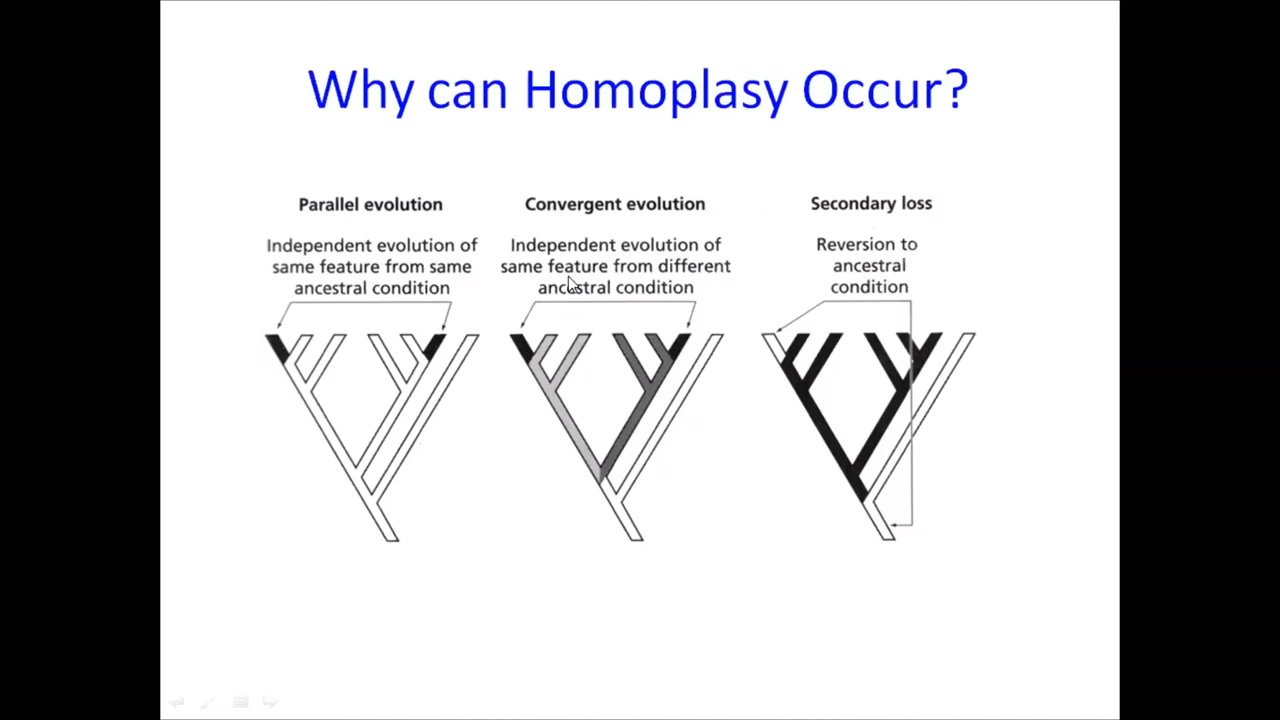 Why can Homoplasy Occur?
Parallel evolution
Independent evolution of
same feature from same
ancestral condition
Convergent evolution
Independent evolution of
same feature from different
ancestral condition
Secondary loss
Reversion to
ancestral
condition